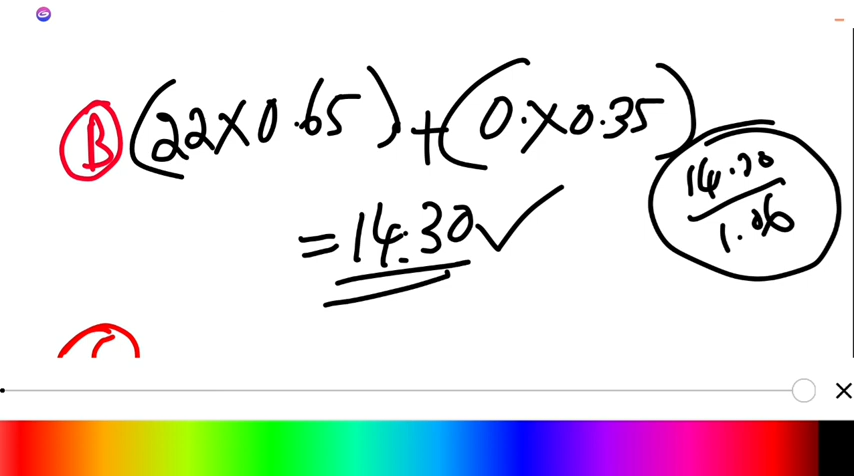 B (22 X 0.65) + (0. X 0.35)
= 14.30 ✓
14.30
1.06
C